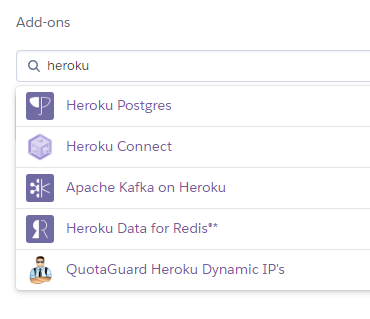 Add-ons
heroku
Heroku Postgres
Heroku Connect
Apache Kafka on Heroku
Heroku Data for Redis®*
QuotaGuard Heroku Dynamic IP's